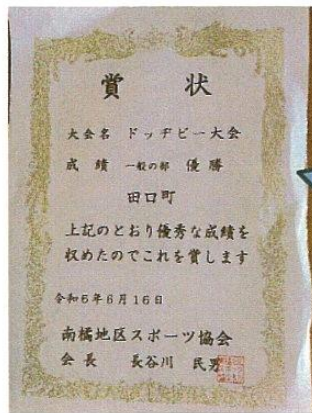 賞 状
大会名 ドッヂビー大会
成 績 一般の部 優勝
田口町
上記のとおり優秀な成績を
収めたのでこれを賞します
令和6年6月16日
南橘地区スポーツ協会
会 長 長谷川 民男